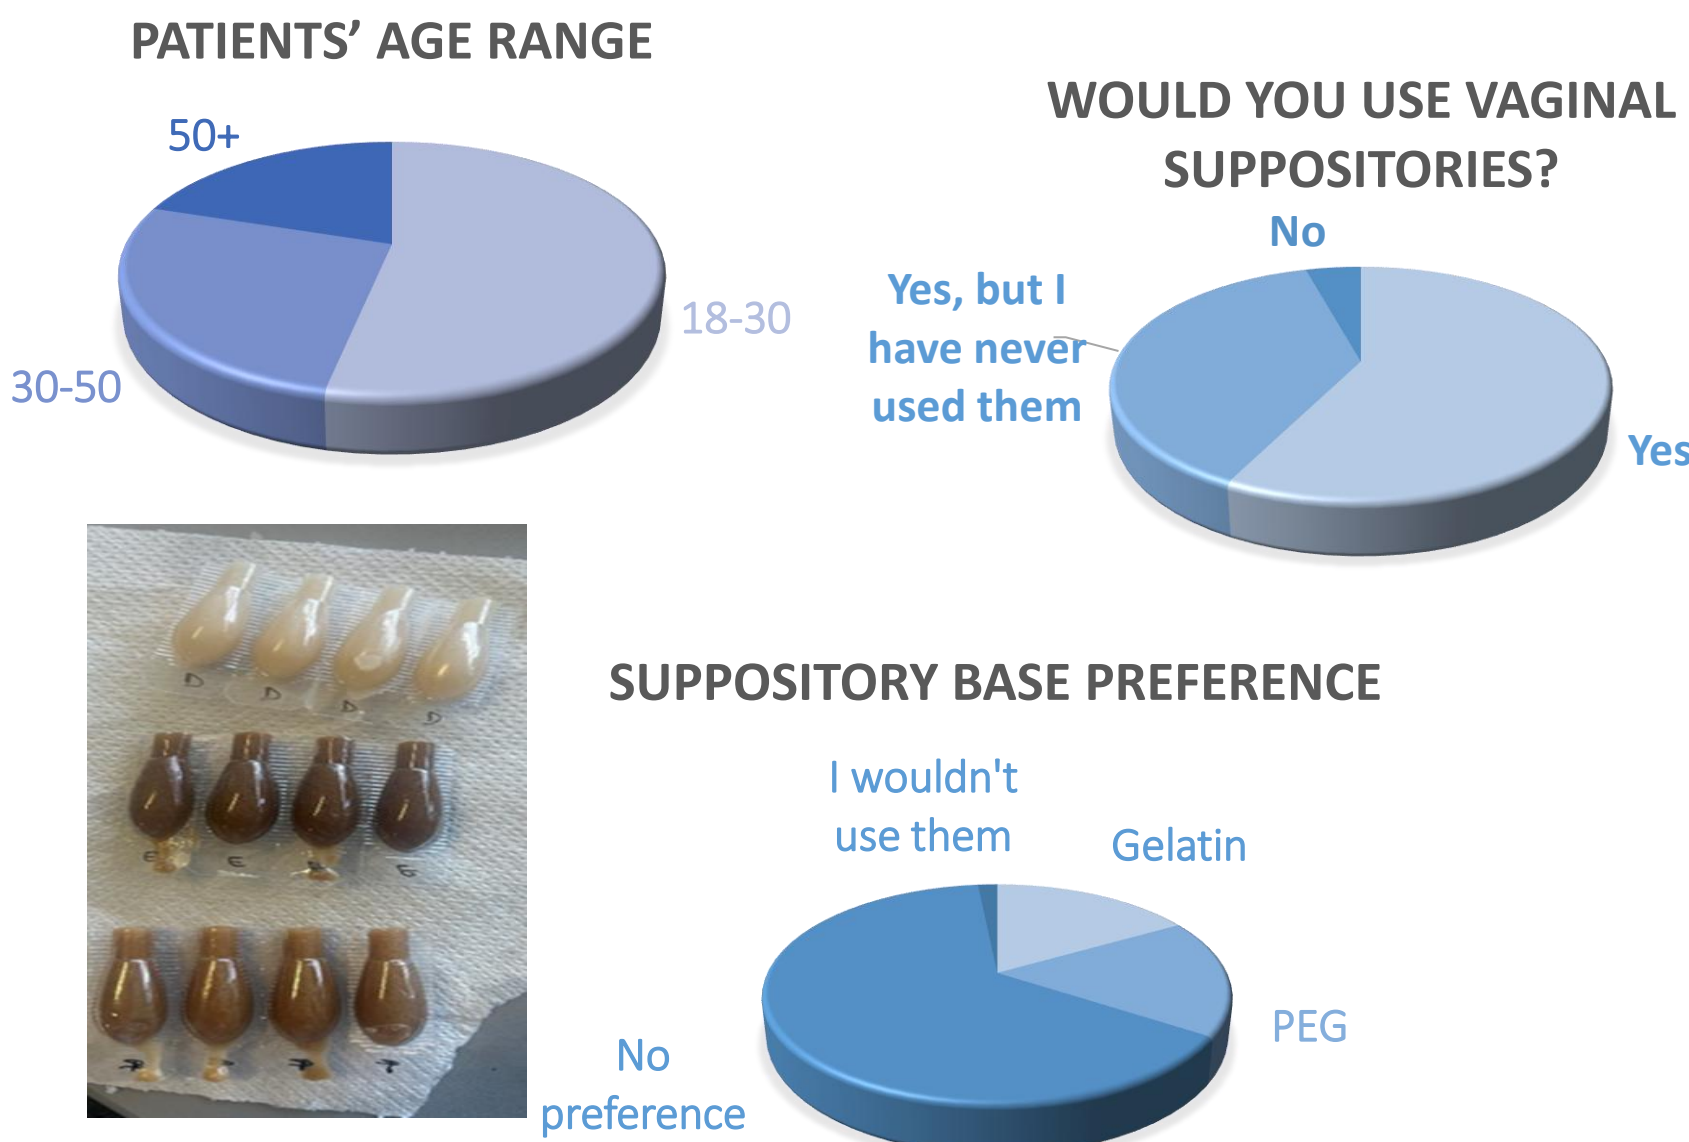 PATIENTS’ AGE RANGE
50+
18-30
30-50
WOULD YOU USE VAGINAL
SUPPOSITORIES?
No
Yes, but I
have never
used them
Yes
D D D D
E E E
SUPPOSITORY BASE PREFERENCE
I wouldn't
use them
Gelatin
PEG
No
preference